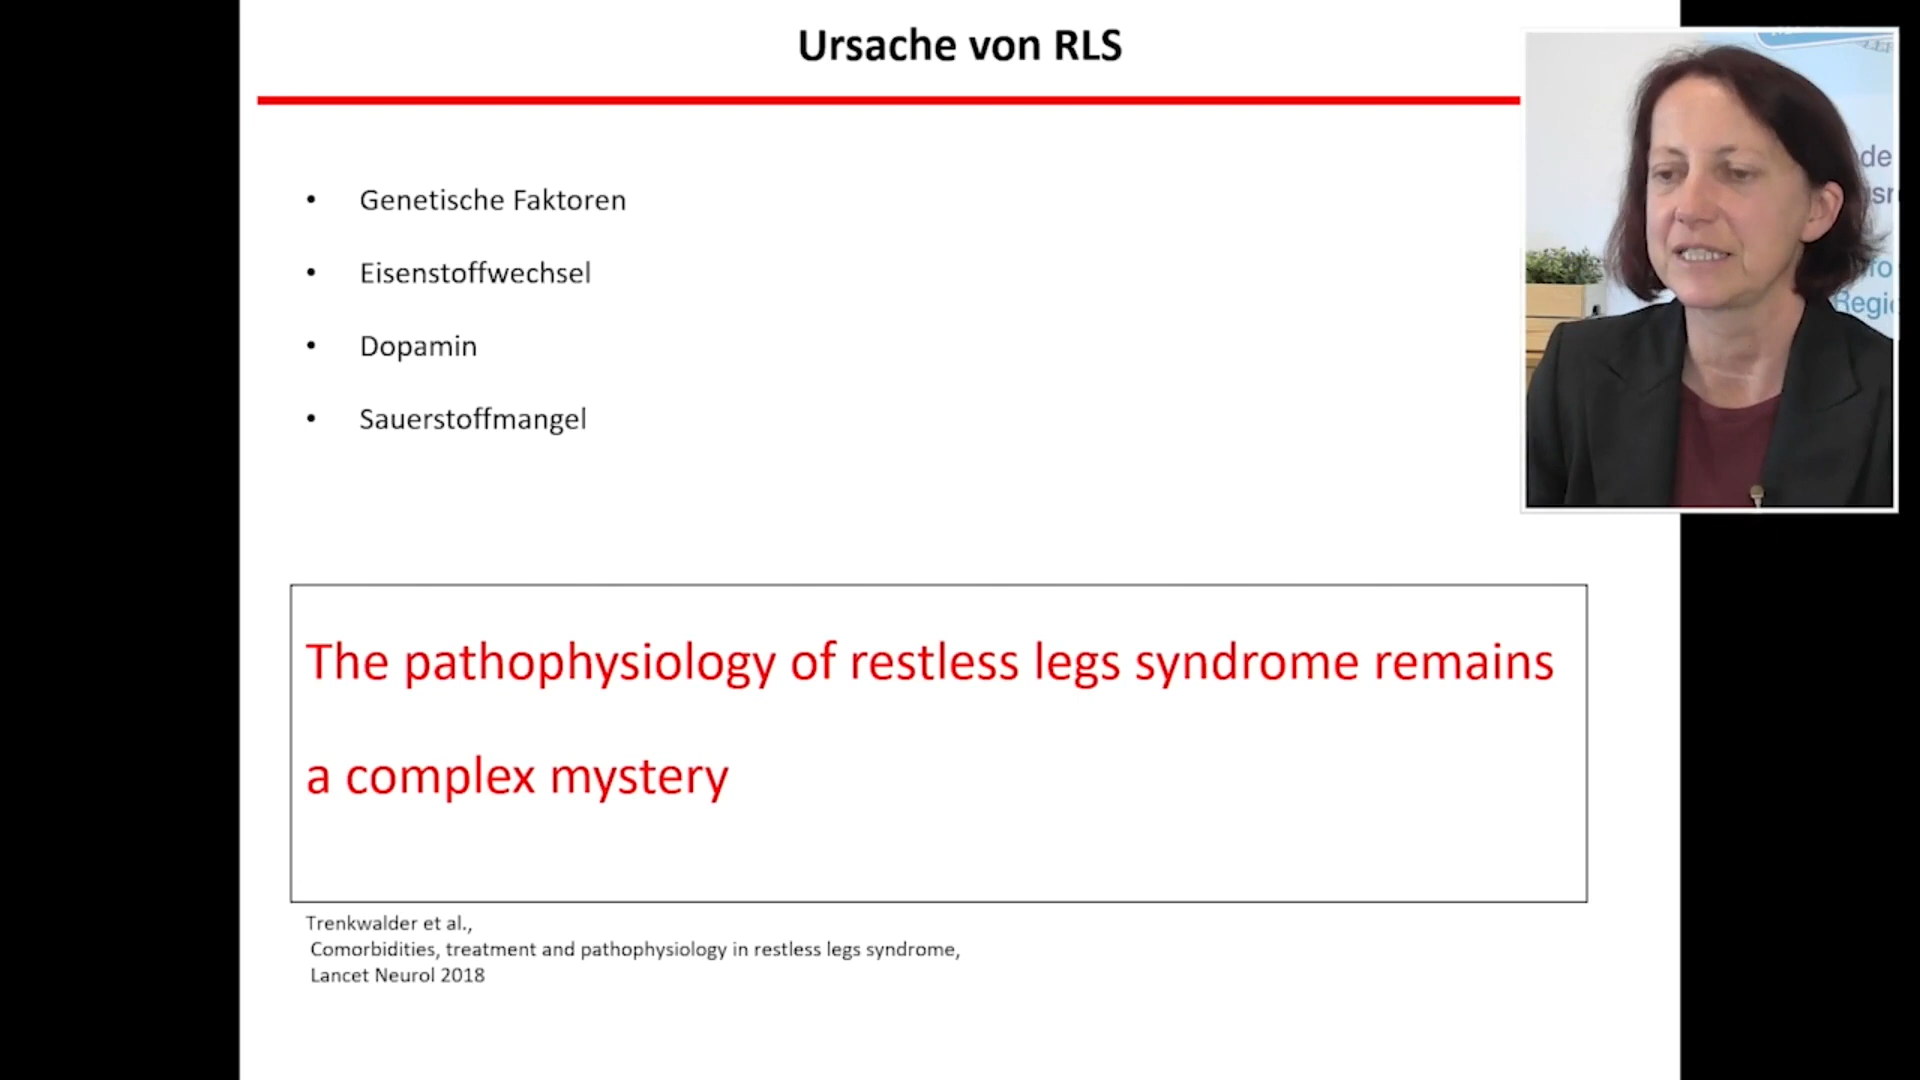 Ursache von RLS
• Genetische Faktoren
• Eisenstoffwechsel
• Dopamin
• Sauerstoffmangel
The pathophysiology of restless legs syndrome remains
a complex mystery
Trenkwalder et al.,
Comorbidities, treatment and pathophysiology in restless legs syndrome,
Lancet Neurol 2018